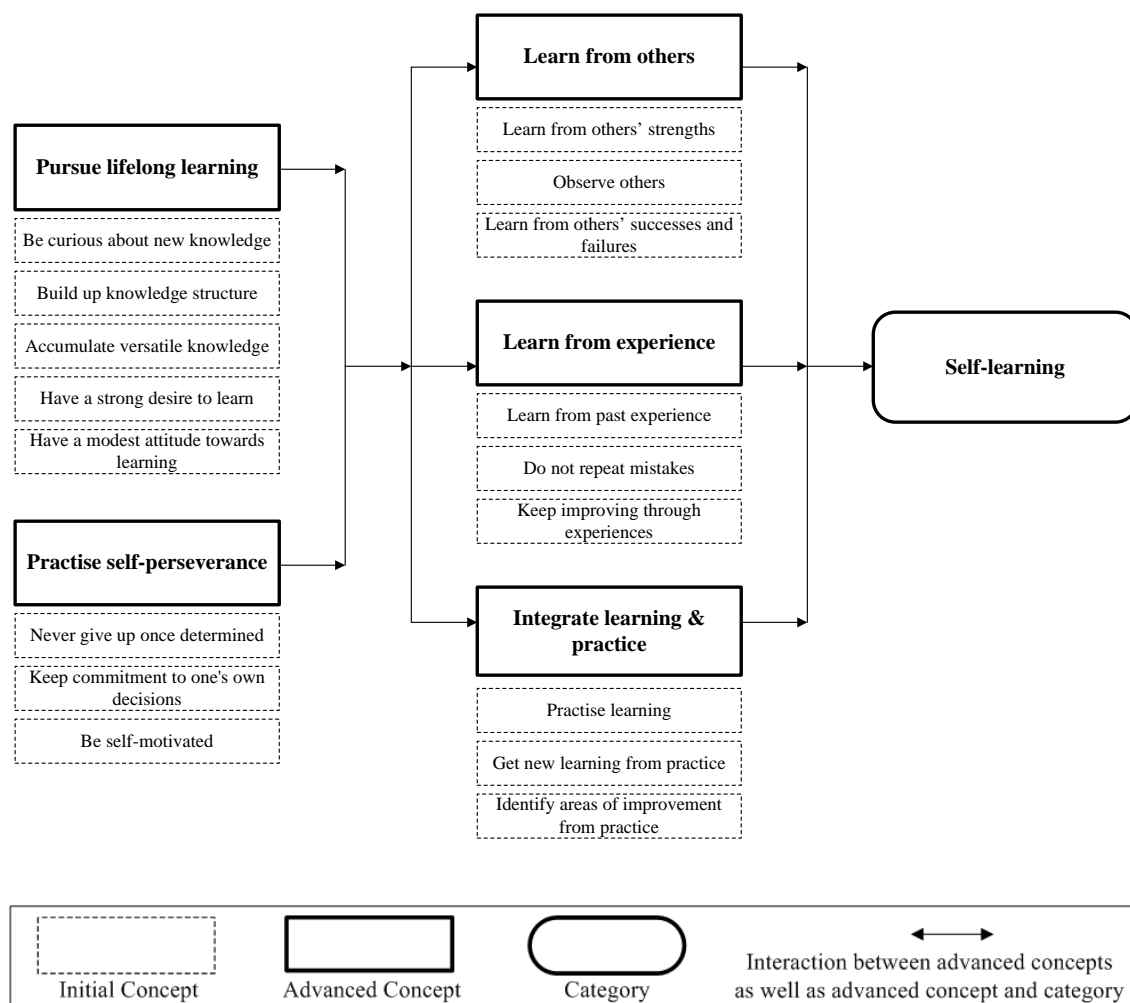 Learn from others
Learn from others’ strengths
Observe others
Learn from others’ successes and
failures
Pursue lifelong learning
Be curious about new knowledge
Build up knowledge structure
Accumulate versatile knowledge
Have a strong desire to learn
Have a modest attitude towards
learning
Learn from experience
Learn from past experience
Do not repeat mistakes
Keep improving through
experiences
Self-learning
Practise self-perseverance
Never give up once determined
Keep commitment to one's own
decisions
Be self-motivated
Integrate learning &
practice
Practise learning
Get new learning from practice
Identify areas of improvement
from practice
Initial Concept
Advanced Concept
Category
Interaction between advanced concepts
as well as advanced concept and category